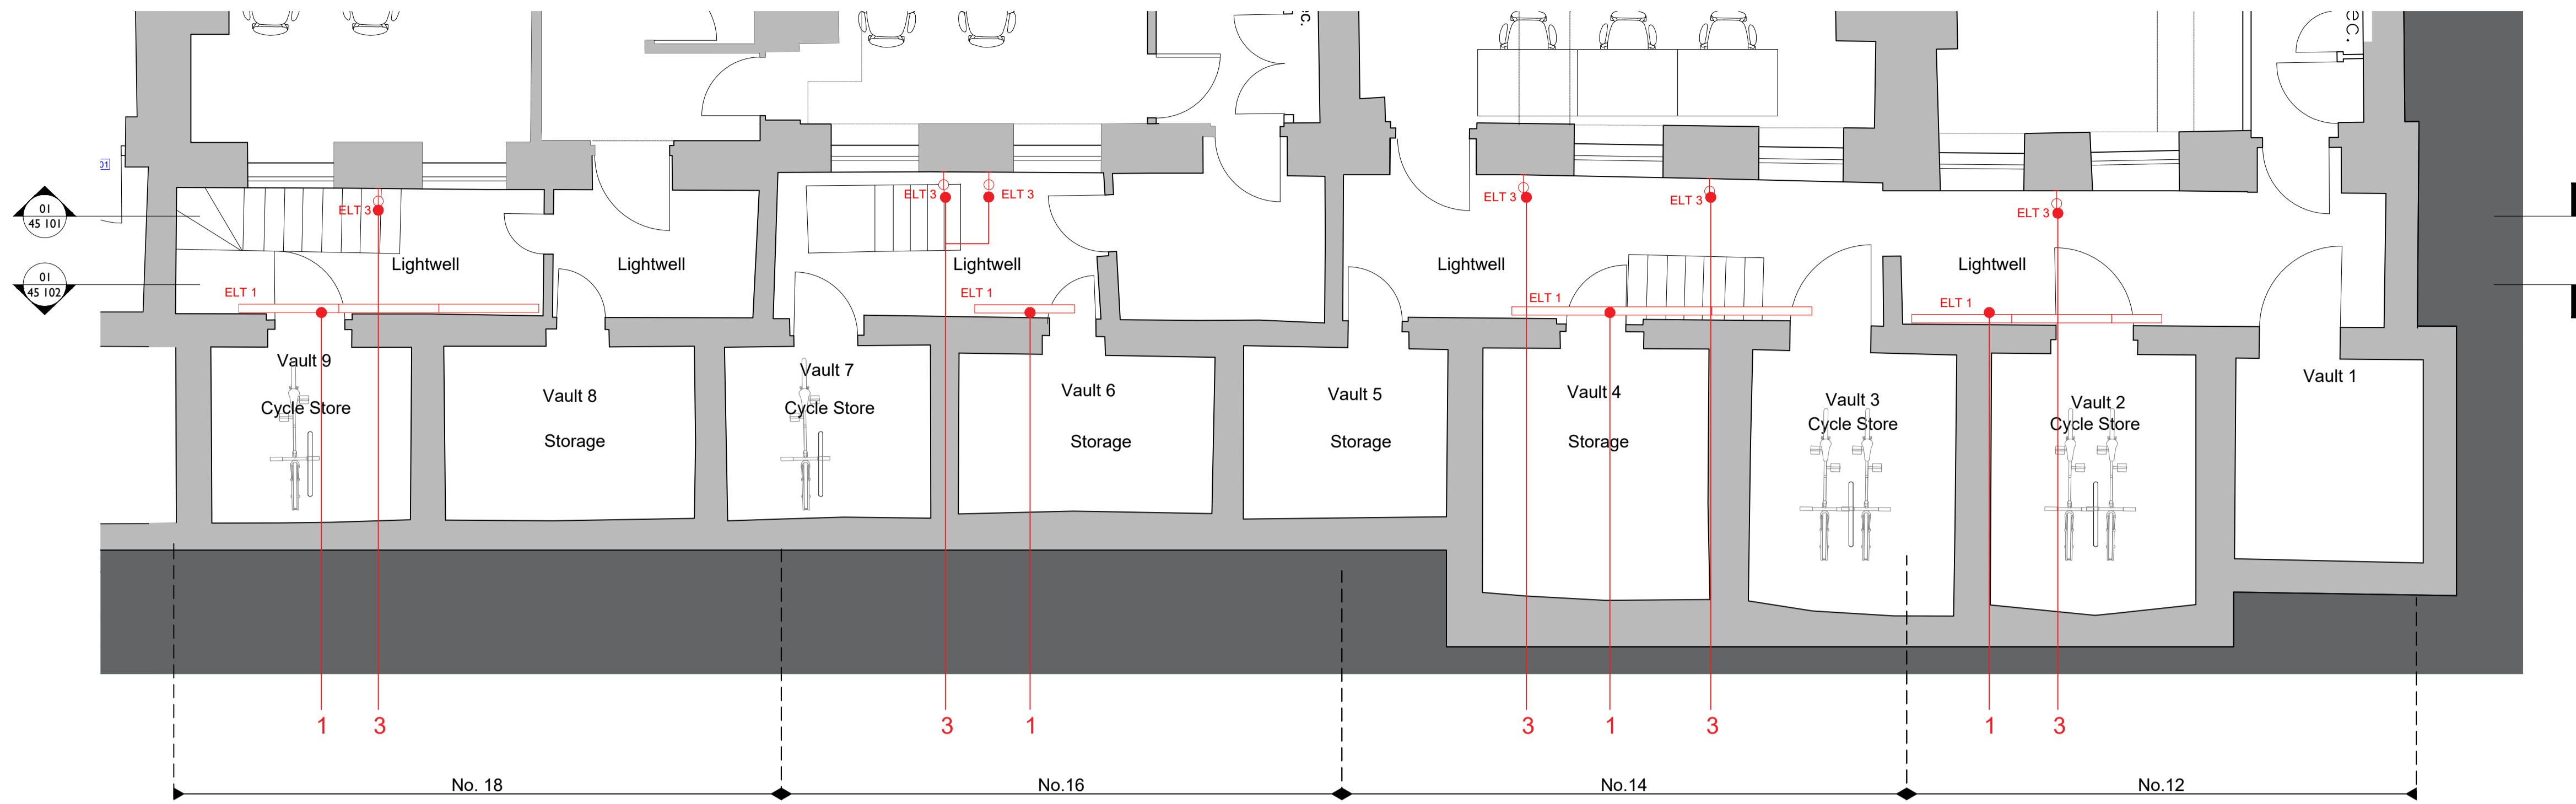 ec.
ec.
01
01
45 101
ELT 3
ELT 3
ELT 3
ELT 3
ELT 3
ELT 3
Lightwell
Lightwell
Lightwell
Lightwell
Lightwell
01
45 102
ELT 1
ELT 1
ELT 1
ELT 1
Vault 9
Cycle Store
Vault 8
Storage
Vault 7
Cycle Store
Vault 6
Storage
Vault 5
Storage
Vault 4
Storage
Vault 3
Cycle Store
Vault 2
Cycle Store
Vault 1
1 3 3 1 3 1 3 1 3
No. 18
No.16
No.14
No.12